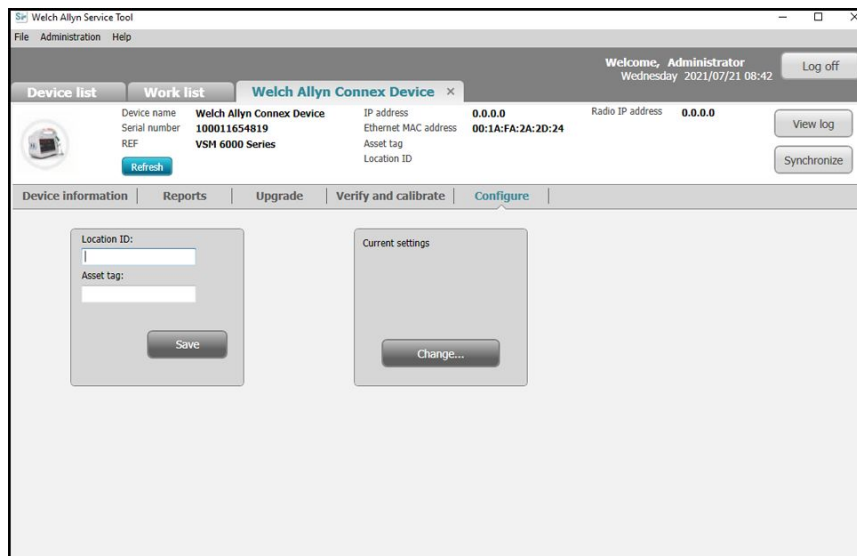 Welch Allyn Service Tool
File Administration Help
Welcome, Administrator
Wednesday 2021/07/21 08:42
Log off
Device list Work list Welch Allyn Connex Device ×
Device name Welch Allyn Connex Device IP address 0.0.0.0 Radio IP address 0.0.0.0
Serial number 100011654819 Ethernet MAC address 00:1A:FA:2A:2D:24
REF VSM 6000 Series Asset tag
Location ID
Refresh
View log
Synchronize
Device information Reports Upgrade Verify and calibrate Configure
Location ID:
Asset tag:
Save
Current settings
Change...